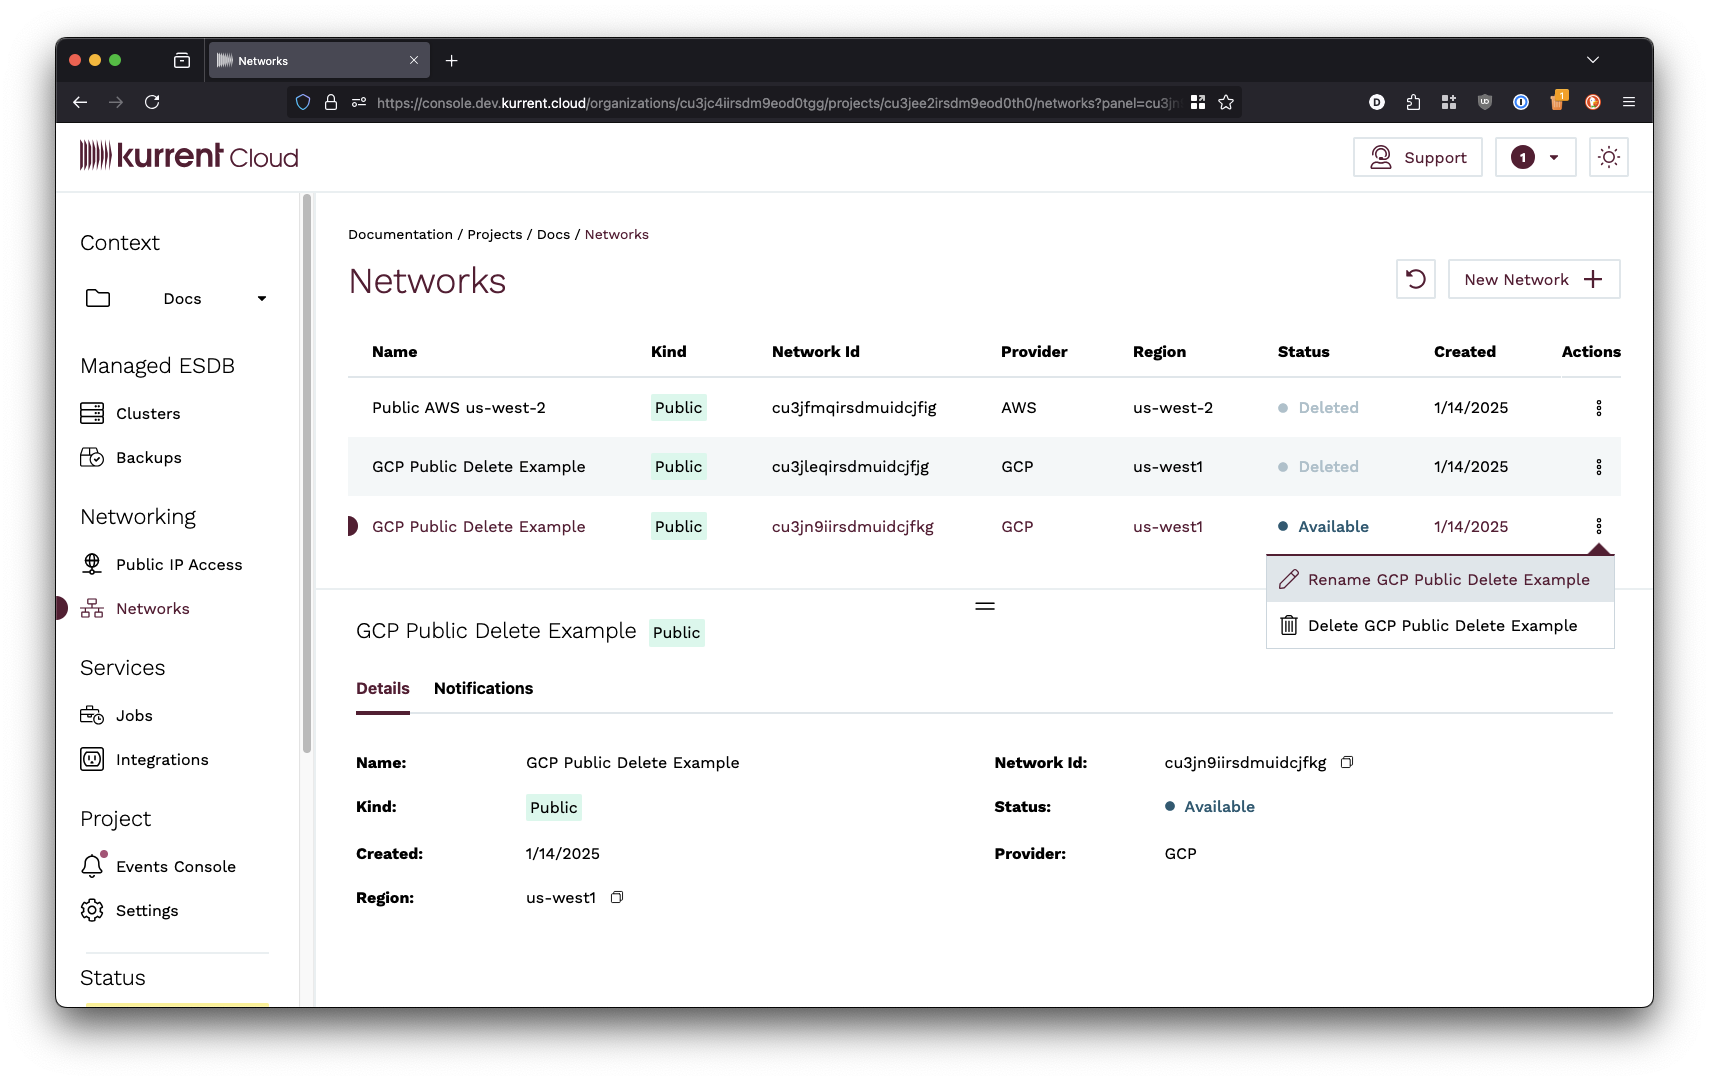 Networks
https://console.dev.kurrent.cloud/organizations/cu3jc4iirsdm9eod0tgg/projects/cu3jee2irsdm9eod0th0/networks?panel=cu3jn
1
kurrent Cloud
Support
1
Context
Docs
Managed ESDB
Clusters
Backups
Networking
Public IP Access
Networks
Services
Jobs
Integrations
Project
Events Console
Settings
Status
Documentation / Projects / Docs / Networks
Networks
New Network
Name Kind Network Id Provider Region Status Created Actions
Public AWS us-west-2 Public cu3jfmqirsdmuidcjfig AWS us-west-2 Deleted 1/14/2025
GCP Public Delete Example Public cu3jleqirsdmuidcjfjg GCP us-west1 Deleted 1/14/2025
GCP Public Delete Example Public cu3jn9iirsdmuidcjfkg GCP us-west1 Available 1/14/2025
Rename GCP Public Delete Example
Delete GCP Public Delete Example
GCP Public Delete Example Public
Details Notifications
Name: GCP Public Delete Example Network Id: cu3jn9iirsdmuidcjfkg
Kind: Public Status: Available
Created: 1/14/2025 Provider: GCP
Region: us-west1